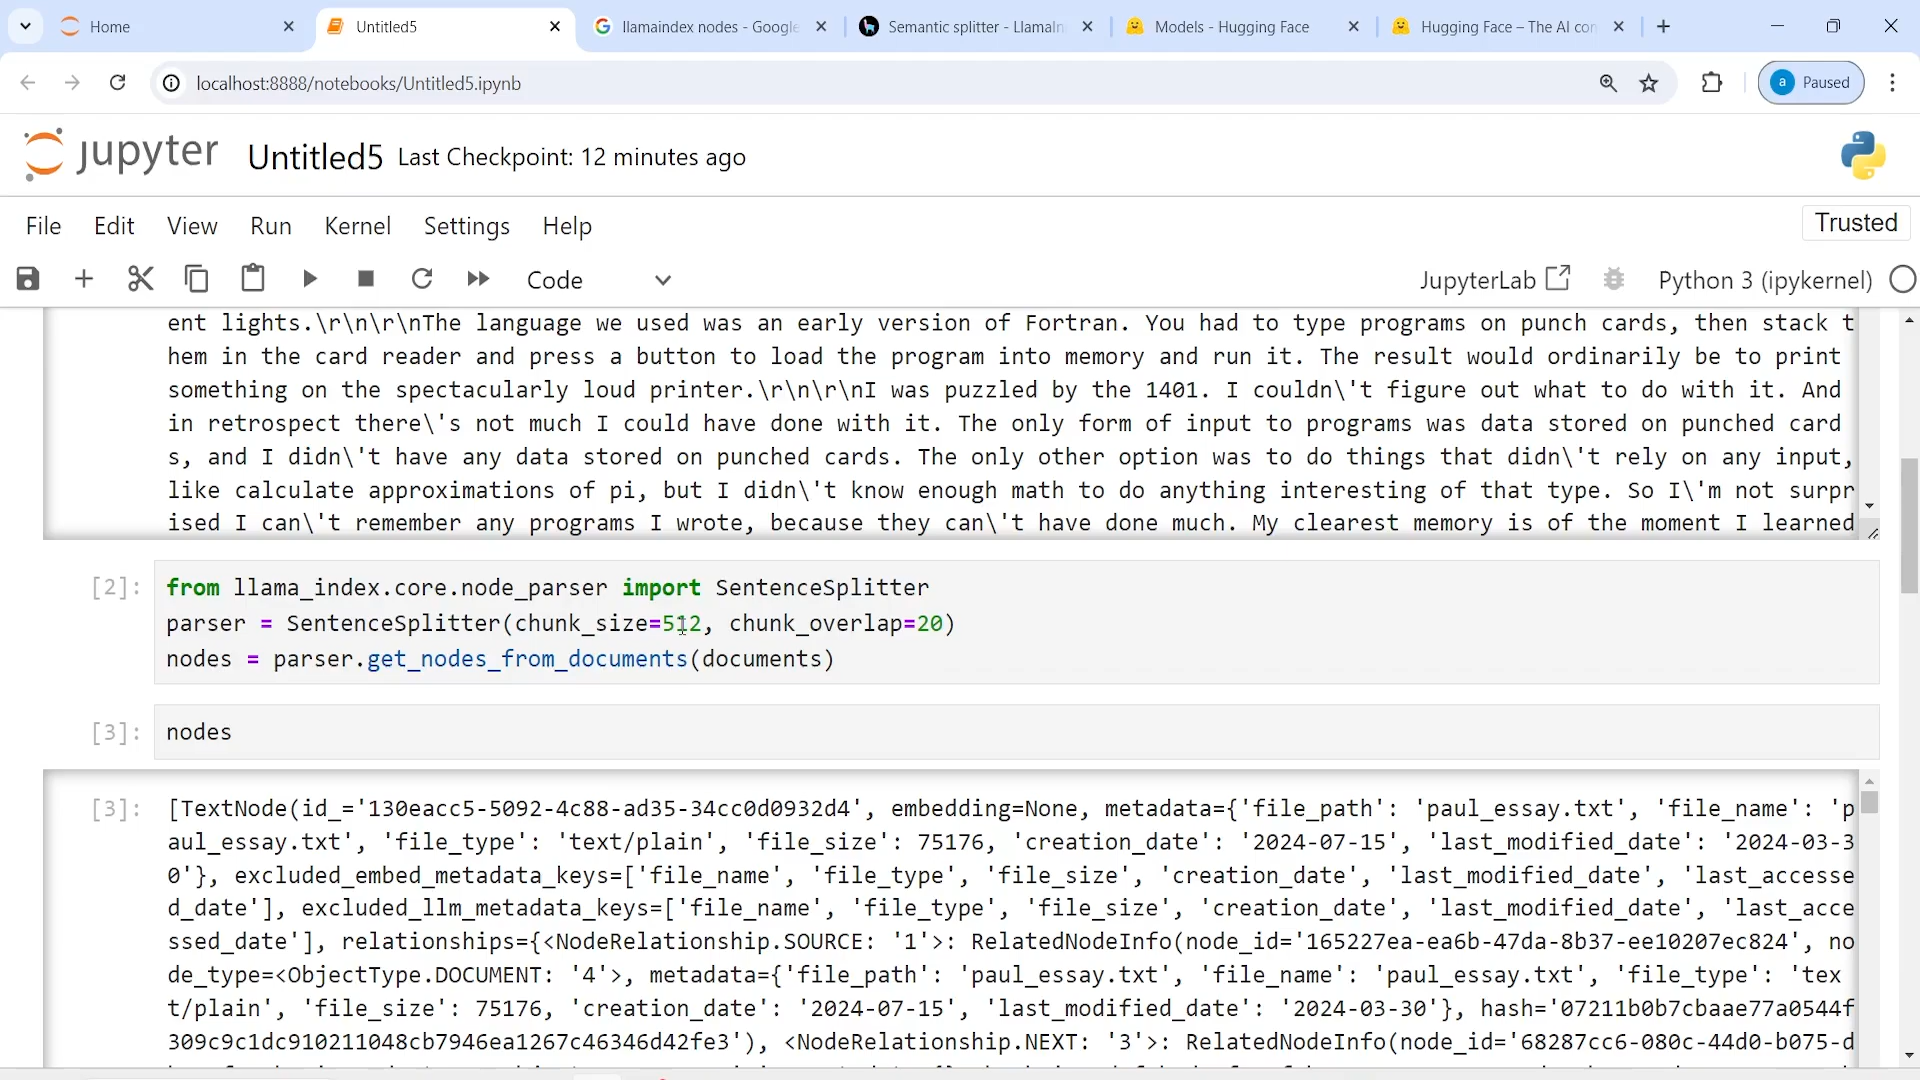 Home
Untitled5
llamaindex nodes - Google
Semantic splitter - LlamaIn
Models - Hugging Face
Hugging Face – The AI con
localhost:8888/notebooks/Untitled5.ipynb
a Paused
jupyter Untitled5 Last Checkpoint: 12 minutes ago
File Edit View Run Kernel Settings Help
Trusted
Code
JupyterLab
Python 3 (ipykernel)
ent lights.\r\n\r\nThe language we used was an early version of Fortran. You had to type programs on punch cards, then stack t
hem in the card reader and press a button to load the program into memory and run it. The result would ordinarily be to print
something on the spectacularly loud printer.\r\n\r\nI was puzzled by the 1401. I couldn\'t figure out what to do with it. And
in retrospect there\'s not much I could have done with it. The only form of input to programs was data stored on punched card
s, and I didn\'t have any data stored on punched cards. The only other option was to do things that didn\'t rely on any input,
like calculate approximations of pi, but I didn\'t know enough math to do anything interesting of that type. So I\'m not surpr
ised I can\'t remember any programs I wrote, because they can\'t have done much. My clearest memory is of the moment I learned
[2]: from llama_index.core.node_parser import SentenceSplitter
parser = SentenceSplitter(chunk_size=512, chunk_overlap=20)
nodes = parser.get_nodes_from_documents(documents)
[3]: nodes
[3]: [TextNode(id_='130eacc5-5092-4c88-ad35-34cc0d0932d4', embedding=None, metadata={'file_path': 'paul_essay.txt', 'file_name': 'p
aul_essay.txt', 'file_type': 'text/plain', 'file_size': 75176, 'creation_date': '2024-07-15', 'last_modified_date': '2024-03-3
0'}, excluded_embed_metadata_keys=['file_name', 'file_type', 'file_size', 'creation_date', 'last_modified_date', 'last_accesse
d_date'], excluded_llm_metadata_keys=['file_name', 'file_type', 'file_size', 'creation_date', 'last_modified_date', 'last_acce
ssed_date'], relationships={<NodeRelationship.SOURCE: '1'>: RelatedNodeInfo(node_id='165227ea-ea6b-47da-8b37-ee10207ec824', no
de_type=<ObjectType.DOCUMENT: '4'>, metadata={'file_path': 'paul_essay.txt', 'file_name': 'paul_essay.txt', 'file_type': 'tex
t/plain', 'file_size': 75176, 'creation_date': '2024-07-15', 'last_modified_date': '2024-03-30'}, hash='07211b0b7cbaae77a0544f
309c9c1dc910211048cb7946ea1267c46346d42fe3'), <NodeRelationship.NEXT: '3'>: RelatedNodeInfo(node_id='68287cc6-080c-44d0-b075-d